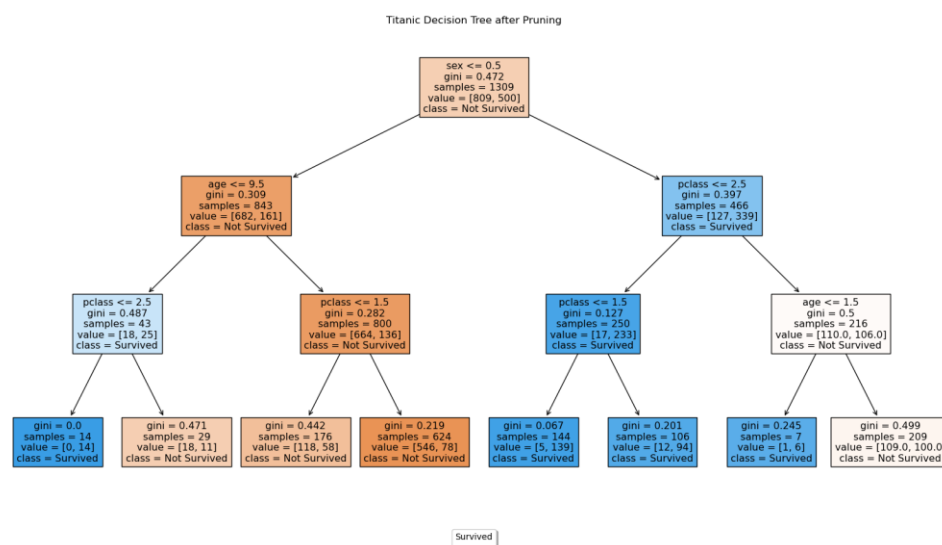 Titanic Decision Tree after Pruning
sex <= 0.5
gini = 0.472
samples = 1309
value = [809, 500]
class = Not Survived
age <= 9.5
gini = 0.309
samples = 843
value = [682, 161]
class = Not Survived
pclass <= 2.5
gini = 0.397
samples = 466
value = [127, 339]
class = Survived
pclass <= 2.5
gini = 0.487
samples = 43
value = [18, 25]
class = Survived
pclass <= 1.5
gini = 0.282
samples = 800
value = [664, 136]
class = Not Survived
pclass <= 1.5
gini = 0.127
samples = 250
value = [17, 233]
class = Survived
age <= 1.5
gini = 0.5
samples = 216
value = [110.0, 106.0]
class = Not Survived
gini = 0.0
samples = 14
value = [0, 14]
class = Survived
gini = 0.471
samples = 29
value = [18, 11]
class = Not Survived
gini = 0.442
samples = 176
value = [118, 58]
class = Not Survived
gini = 0.219
samples = 624
value = [546, 78]
class = Not Survived
gini = 0.067
samples = 144
value = [5, 139]
class = Survived
gini = 0.201
samples = 106
value = [12, 94]
class = Survived
gini = 0.245
samples = 7
value = [1, 6]
class = Survived
gini = 0.499
samples = 209
value = [109.0, 100.0]
class = Not Survived
Survived